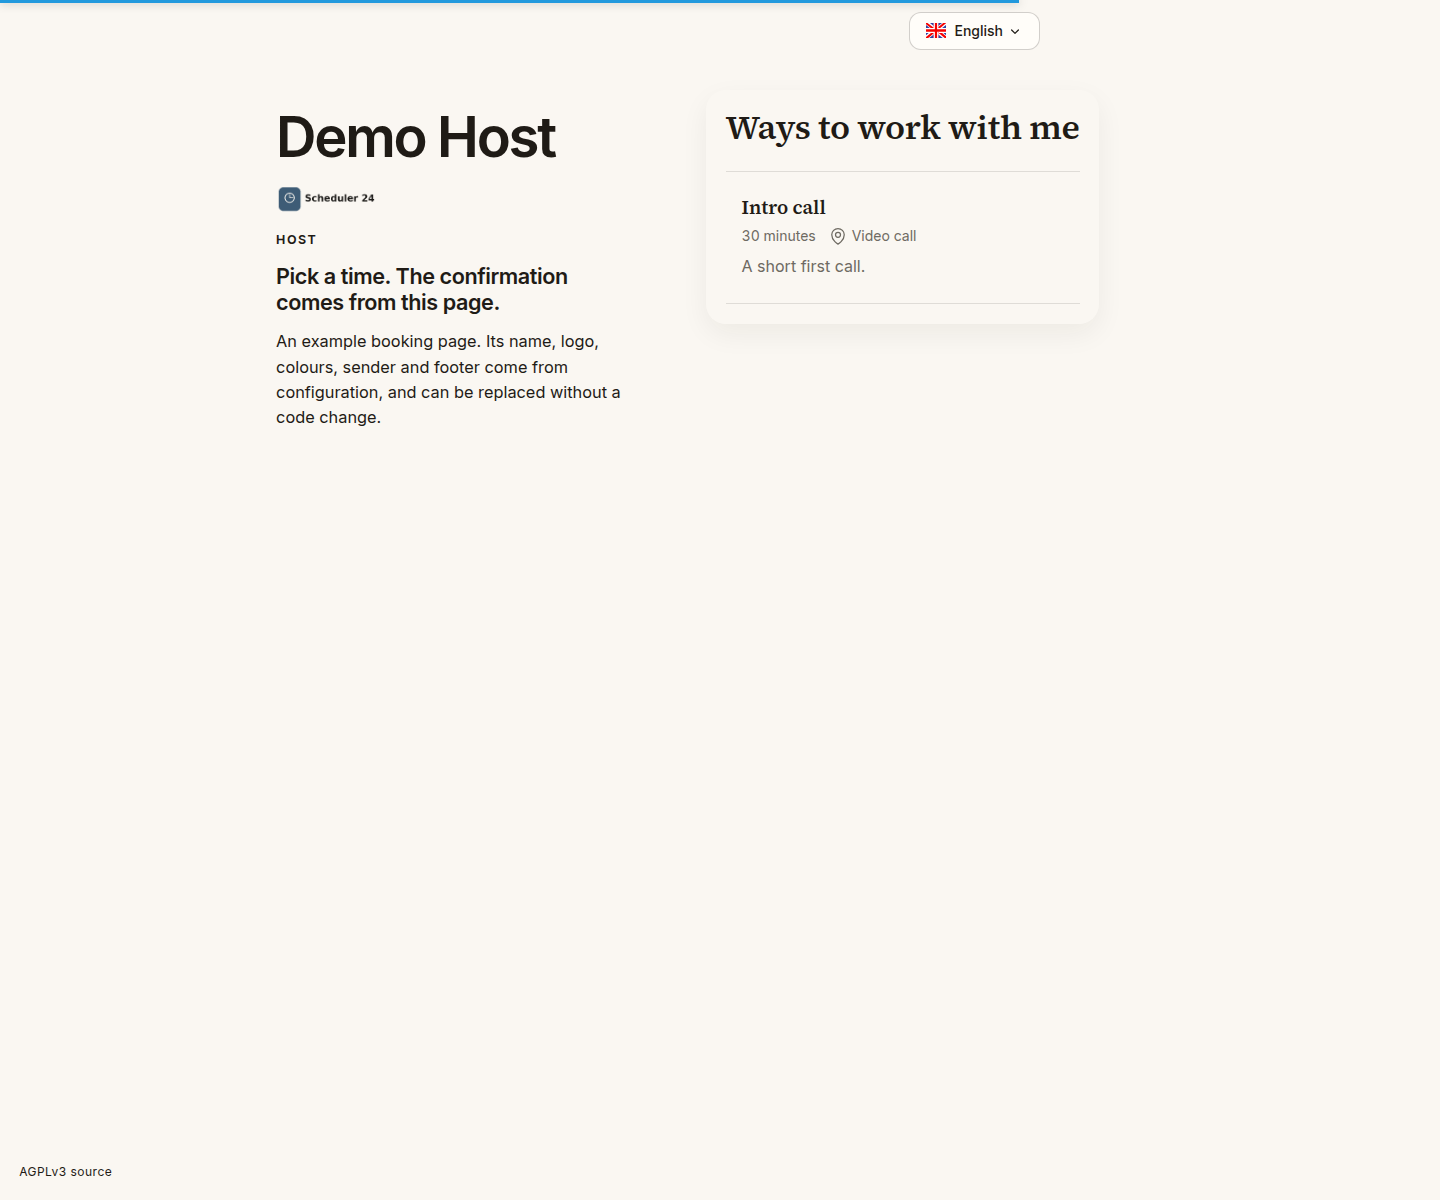 English
Demo Host
Scheduler 24
HOST
Pick a time. The confirmation
comes from this page.
An example booking page. Its name, logo,
colours, sender and footer come from
configuration, and can be replaced without a
code change.
Ways to work with me
Intro call
30 minutes Video call
A short first call.
AGPLv3 source